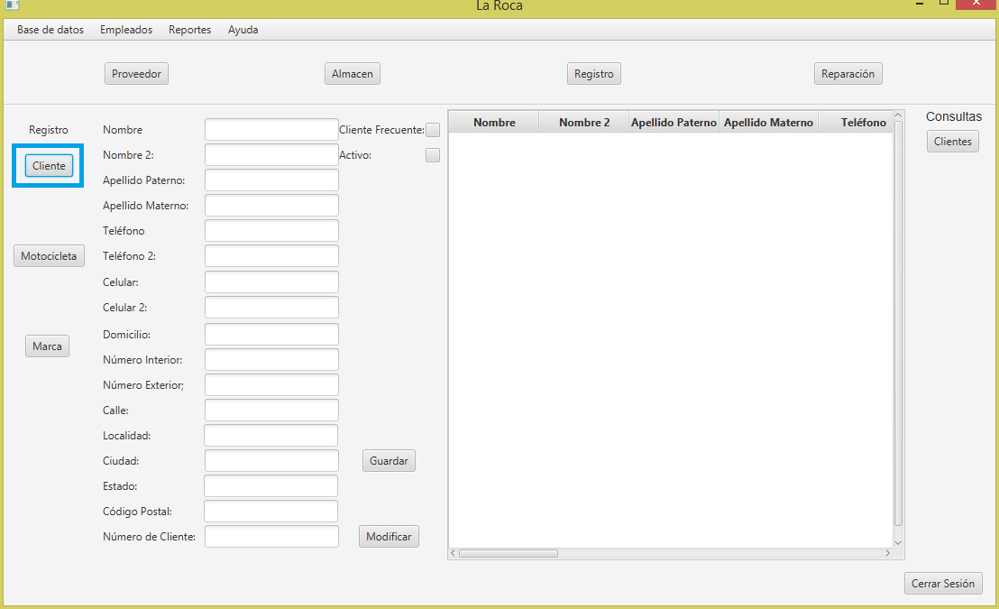 La Roca
Base de datos Empleados Reportes Ayuda
Proveedor Almacen Registro Reparación
Registro
Cliente
Motocicleta
Marca
Nombre
Nombre 2:
Apellido Paterno:
Apellido Materno:
Teléfono
Teléfono 2:
Celular:
Celular 2:
Domicilio:
Número Interior:
Número Exterior;
Calle:
Localidad:
Ciudad:
Estado:
Código Postal:
Número de Cliente:
Cliente Frecuente:
Activo:
Guardar
Modificar
Nombre Nombre 2 Apellido Paterno Apellido Materno Teléfono
Consultas
Clientes
Cerrar Sesión